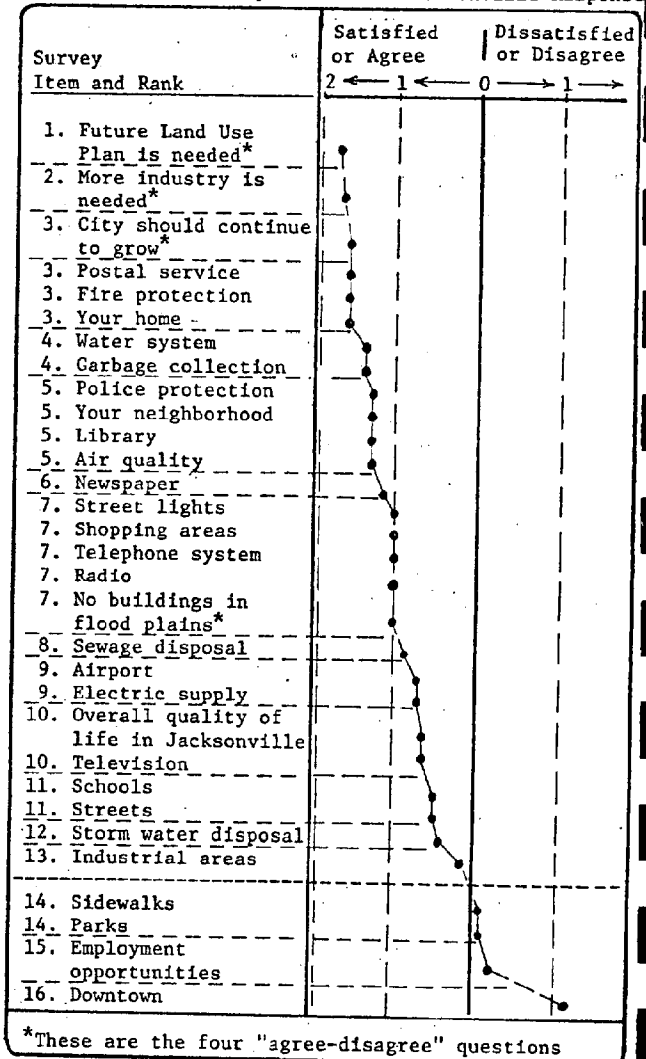 Satisfied or Agree
Dissatisfied or Disagree
Survey
Item and Rank
2 1 0 1
1. Future Land Use
Plan is needed*
2. More industry is
needed*
3. City should continue
to grow*
3. Postal service
3. Fire protection
3. Your home
4. Water system
4. Garbage collection
5. Police protection
5. Your neighborhood
5. Library
5. Air quality
6. Newspaper
7. Street lights
7. Shopping areas
7. Telephone system
7. Radio
7. No buildings in
flood plains*
8. Sewage disposal
9. Airport
9. Electric supply
10. Overall quality of
life in Jacksonville
10. Television
11. Schools
11. Streets
12. Storm water disposal
13. Industrial areas
14. Sidewalks
14. Parks
15. Employment
opportunities
16. Downtown
*These are the four "agree-disagree" questions